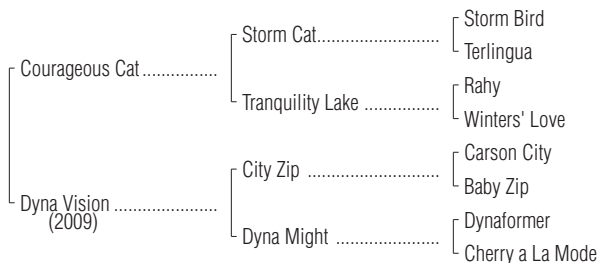 Storm Bird
Storm Cat
Terlingua
Courageous Cat
Rahy
Tranquility Lake
Winters' Love
Carson City
City Zip
Baby Zip
Dyna Vision
(2009)
Dynaformer
Dyna Might
Cherry a La Mode